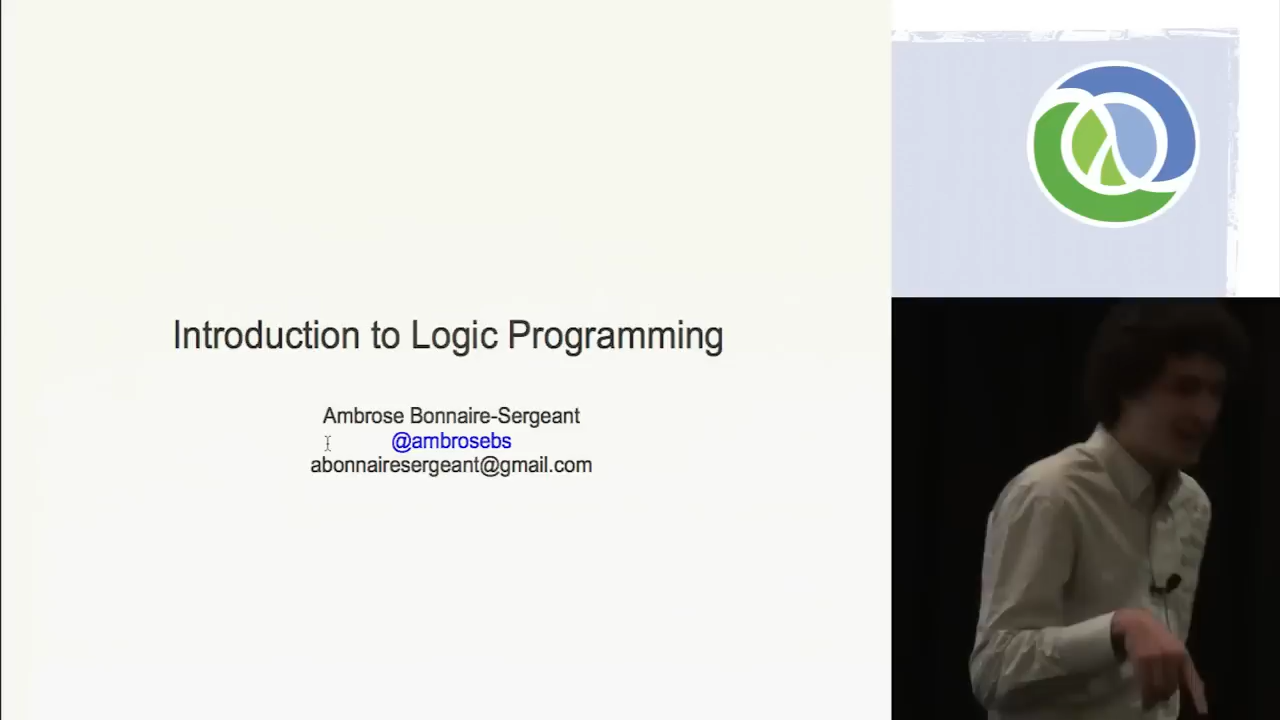 Introduction to Logic Programming
Ambrose Bonnaire-Sergeant
@ambrosebs
abonnairesergeant@gmail.com